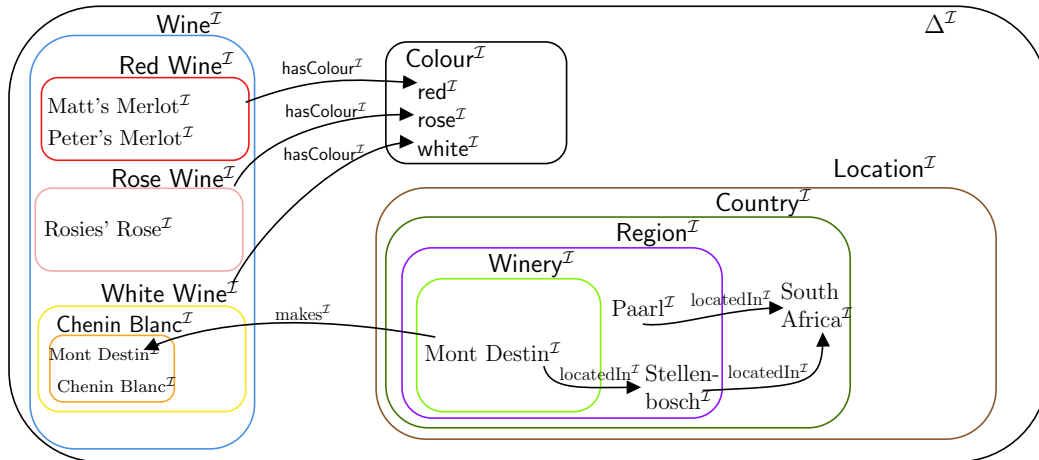 Wine^ℐ
Δ^ℐ
Red Wine^ℐ
hasColour^ℐ
Colour^ℐ
Matt's Merlot^ℐ
red^ℐ
Peter's Merlot^ℐ
hasColour^ℐ
rose^ℐ
hasColour^ℐ
white^ℐ
Rose Wine^ℐ
Location^ℐ
Rosies' Rose^ℐ
Country^ℐ
Region^ℐ
Winery^ℐ
White Wine^ℐ
Paarl^ℐ
locatedIn^ℐ
South
Africa^ℐ
Chenin Blanc^ℐ
makes^ℐ
Mont Destin^ℐ
Chenin Blanc^ℐ
Mont Destin^ℐ
locatedIn^ℐ
Stellen-
bosch^ℐ
locatedIn^ℐ